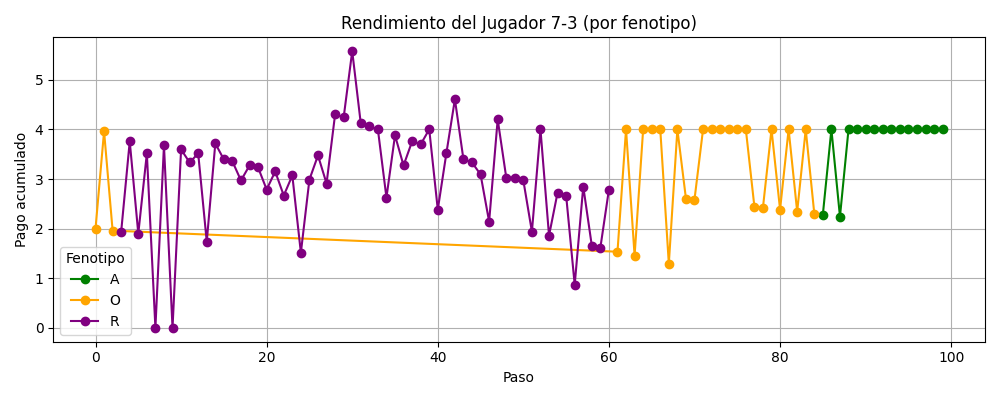 Rendimiento del Jugador 7-3 (por fenotipo)
Pago acumulado
5
4
3
2
1
0
Fenotipo
A
O
R
0 20 40 60 80 100
Paso